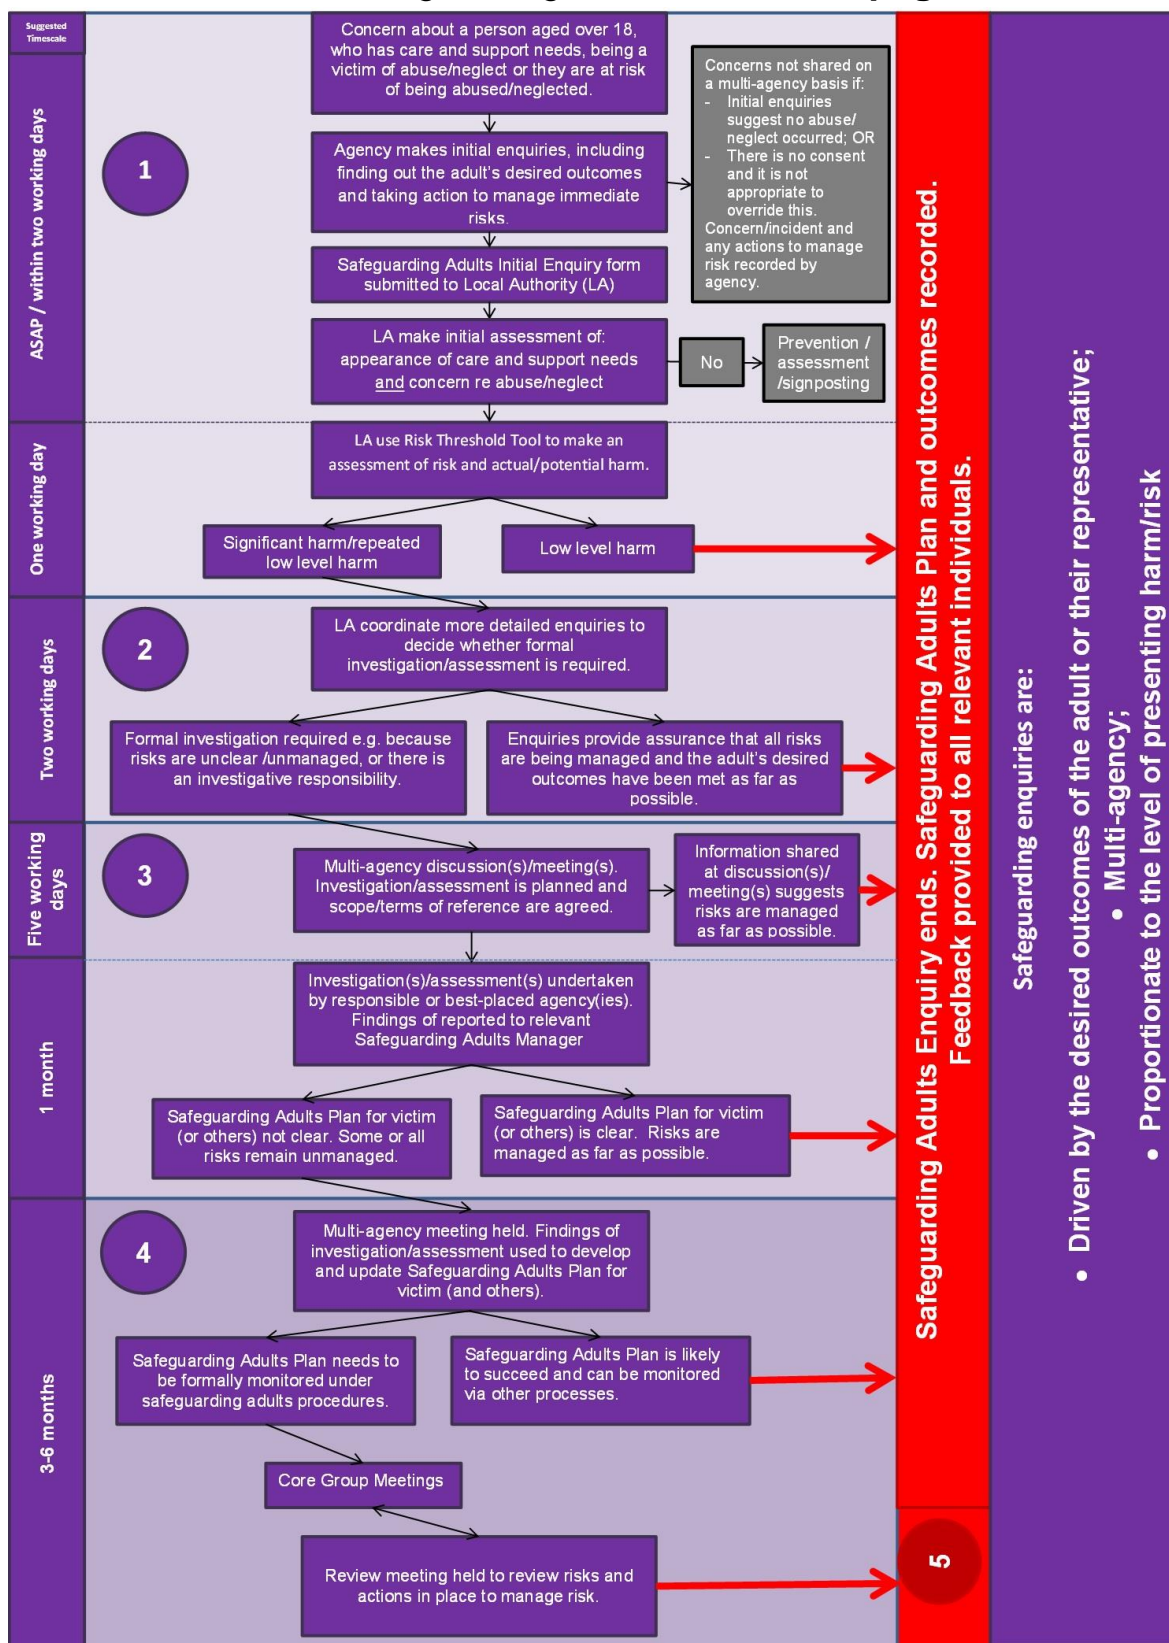 Suggested
Timescale
ASAP / within two working days
1
Concern about a person aged over 18,
who has care and support needs, being a
victim of abuse/neglect or they are at risk
of being abused/neglected.
Agency makes initial enquiries, including
finding out the adult's desired outcomes
and taking action to manage immediate
risks.
Concerns not shared on
a multi-agency basis if:
- Initial enquiries
suggest no abuse/
neglect occurred; OR
- There is no consent
and it is not
appropriate to
override this.
Concern/incident and
any actions to manage
risk recorded by
agency.
Safeguarding Adults Initial Enquiry form
submitted to Local Authority (LA)
LA make initial assessment of:
appearance of care and support needs
and concern re abuse/neglect
No
Prevention /
assessment
/signposting
One working day
LA use Risk Threshold Tool to make an
assessment of risk and actual/potential harm.
Significant harm/repeated
low level harm
Low level harm
Two working days
2
LA coordinate more detailed enquiries to
decide whether formal
investigation/assessment is required.
Formal investigation required e.g. because
risks are unclear /unmanaged, or there is
an investigative responsibility.
Enquiries provide assurance that all risks
are being managed and the adult's desired
outcomes have been met as far as
possible.
Five working
days
3
Multi-agency discussion(s)/meeting(s).
Investigation/assessment is planned and
scope/terms of reference are agreed.
Information shared
at discussion(s)/
meeting(s) suggests
risks are managed
as far as possible.
1 month
Investigation(s)/assessment(s) undertaken
by responsible or best-placed agency(ies).
Findings of reported to relevant
Safeguarding Adults Manager
Safeguarding Adults Plan for victim
(or others) not clear. Some or all
risks remain unmanaged.
Safeguarding Adults Plan for victim
(or others) is clear. Risks are
managed as far as possible.
3-6 months
4
Multi-agency meeting held. Findings of
investigation/assessment used to develop
and update Safeguarding Adults Plan for
victim (and others).
Safeguarding Adults Plan needs to
be formally monitored under
safeguarding adults procedures.
Safeguarding Adults Plan is likely
to succeed and can be monitored
via other processes.
Core Group Meetings
Review meeting held to review risks and
actions in place to manage risk.
Safeguarding Adults Enquiry ends. Safeguarding Adults Plan and outcomes recorded.
Feedback provided to all relevant individuals.
5
Safeguarding enquiries are:
• Driven by the desired outcomes of the adult or their representative;
• Multi-agency;
• Proportionate to the level of presenting harm/risk